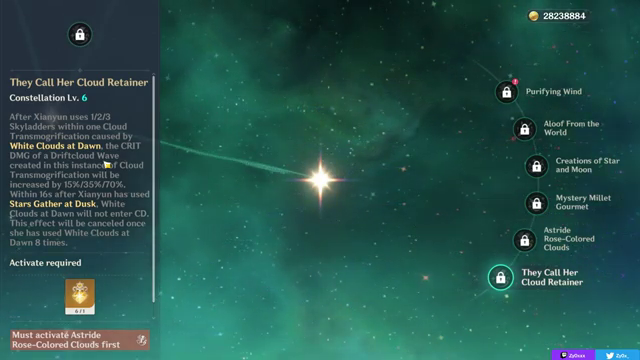 28238884
They Call Her Cloud Retainer
Constellation Lv. 6
After Xianyun uses 1/2/3
Skyladders within one Cloud
Transmogrification caused by
White Clouds at Dawn, the CRIT
DMG of a Driftcloud Wave
created in this instance of Cloud
Transmogrification will be
increased by 15%/35%/70%.
Within 16s after Xianyun has used
Stars Gather at Dusk, White
Clouds at Dawn will not enter CD.
This effect will be canceled once
she has used White Clouds at
Dawn 8 times.
Activate required
6/1
Must activate Astride
Rose-Colored Clouds first
Purifying Wind
Aloof From the
World
Creations of Star
and Moon
Mystery Millet
Gourmet
Astride
Rose-Colored
Clouds
They Call Her
Cloud Retainer